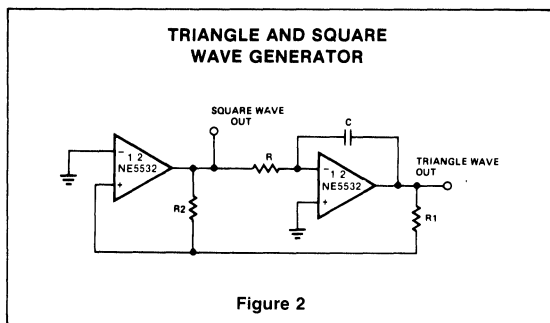 TRIANGLE AND SQUARE
WAVE GENERATOR
SQUARE WAVE
OUT
C
R
TRIANGLE WAVE
OUT
− 1 2
NE5532
+
− 1 2
NE5532
+
R2
R1
Figure 2